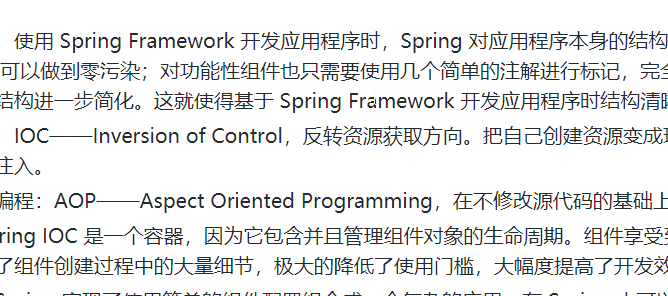 ：使用 Spring Framework 开发应用程序时，Spring 对应用程序本身的结构
可以做到零污染；对功能性组件也只需要使用几个简单的注解进行标记，完
结构进一步简化。这就使得基于 Spring Framework 开发应用程序时结构清
：IOC——Inversion of Control，反转资源获取方向。把自己创建资源变成
注入。
编程：AOP——Aspect Oriented Programming，在不修改源代码的基础上
ring IOC 是一个容器，因为它包含并且管理组件对象的生命周期。组件享受
了组件创建过程中的大量细节，极大的降低了使用门槛，大幅度提高了开发